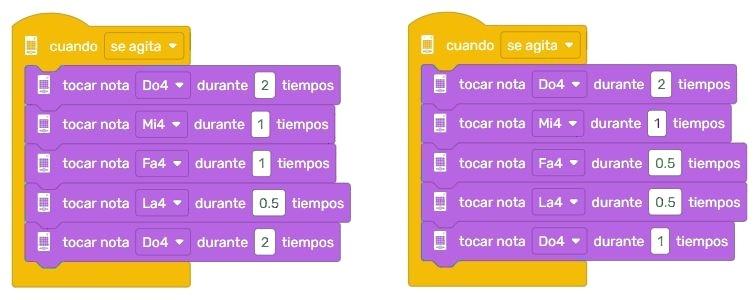 cuando se agita
tocar nota Do4 durante 2 tiempos
tocar nota Mi4 durante 1 tiempos
tocar nota Fa4 durante 1 tiempos
tocar nota La4 durante 0.5 tiempos
tocar nota Do4 durante 2 tiempos
cuando se agita
tocar nota Do4 durante 2 tiempos
tocar nota Mi4 durante 1 tiempos
tocar nota Fa4 durante 0.5 tiempos
tocar nota La4 durante 0.5 tiempos
tocar nota Do4 durante 1 tiempos